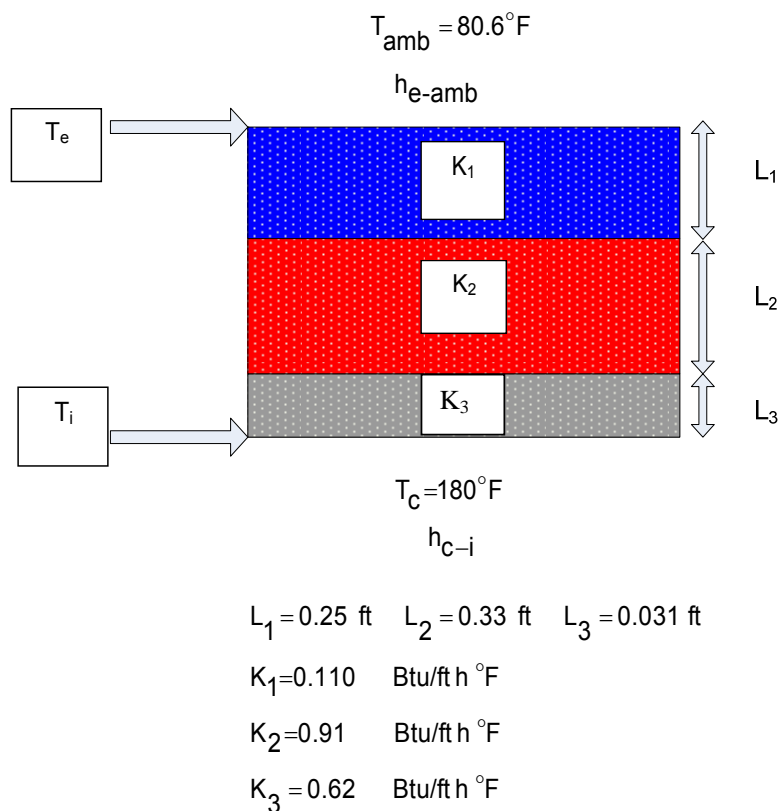 T_amb = 80.6°F
h_e-amb
T_e
K_1
L_1
K_2
L_2
K_3
L_3
T_i
T_c=180°F
h_c–i
L_1=0.25 ft L_2=0.33 ft L_3=0.031 ft
K_1=0.110 Btu/ft h °F
K_2=0.91 Btu/ft h °F
K_3=0.62 Btu/ft h °F